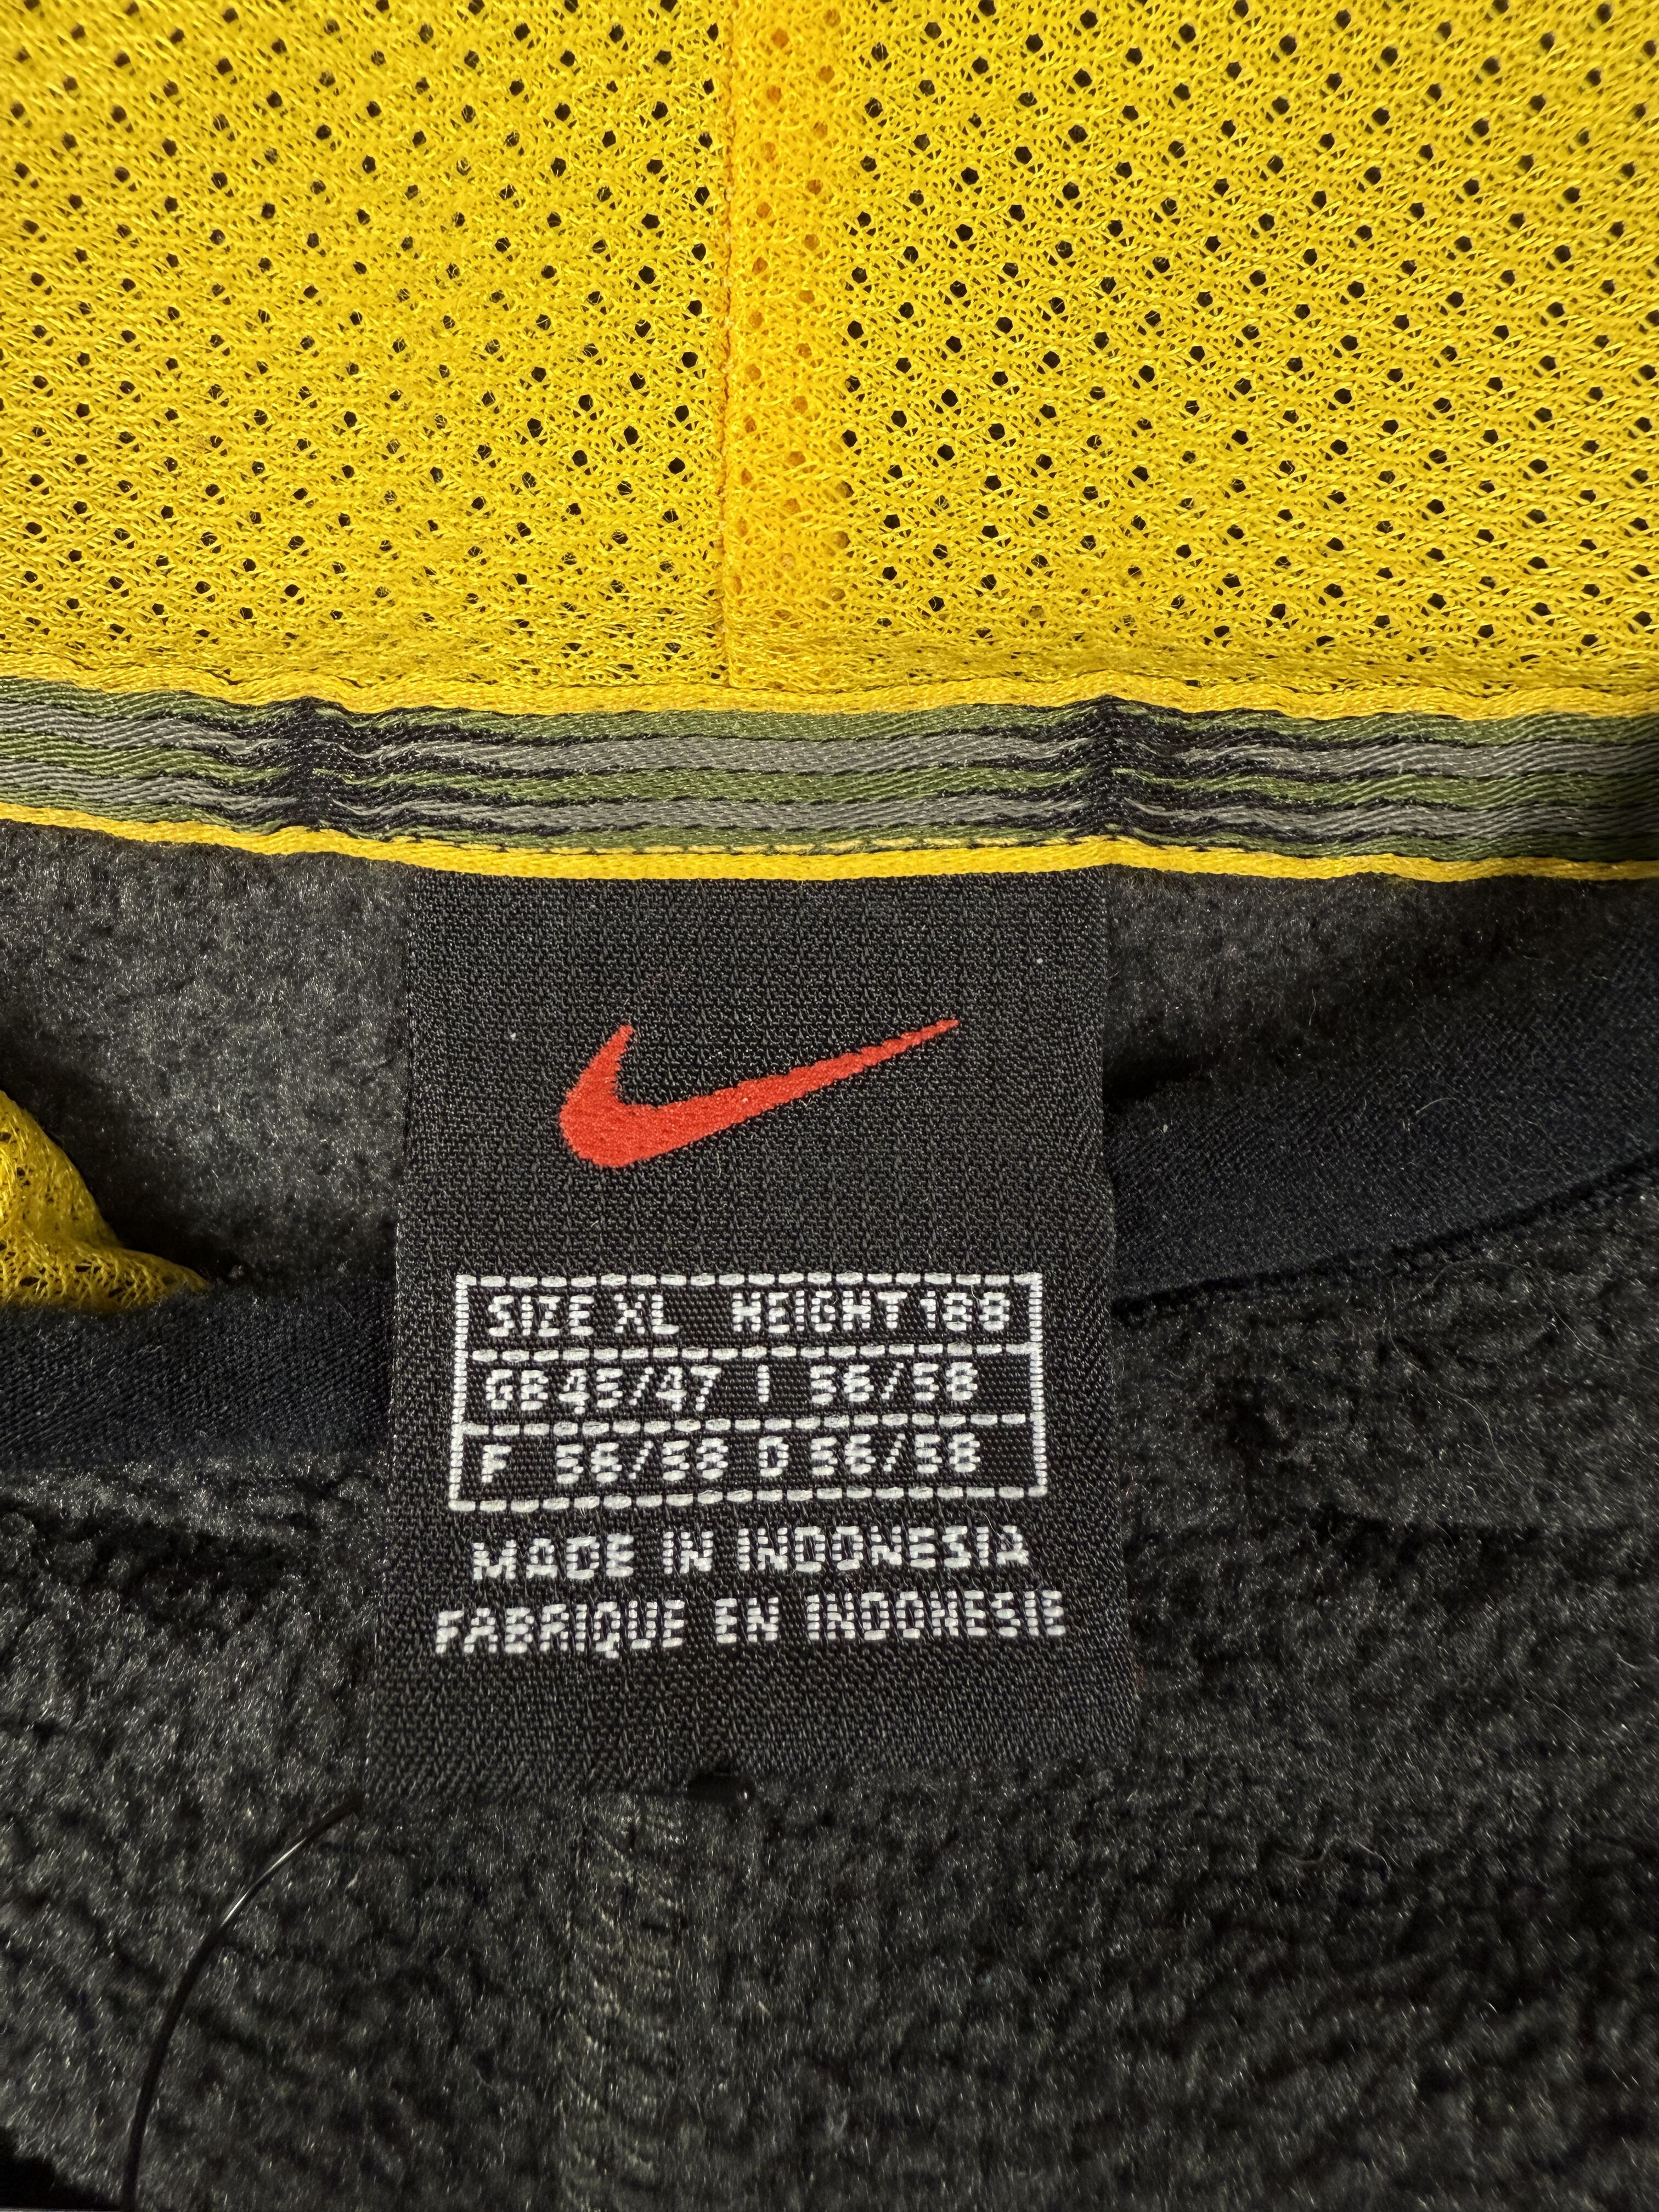 SIZE XL HEIGHT 188
GB 45/47 I 56/58
F 56/58 D 56/58
MADE IN INDONESIA
FABRIQUE EN INDONESIE